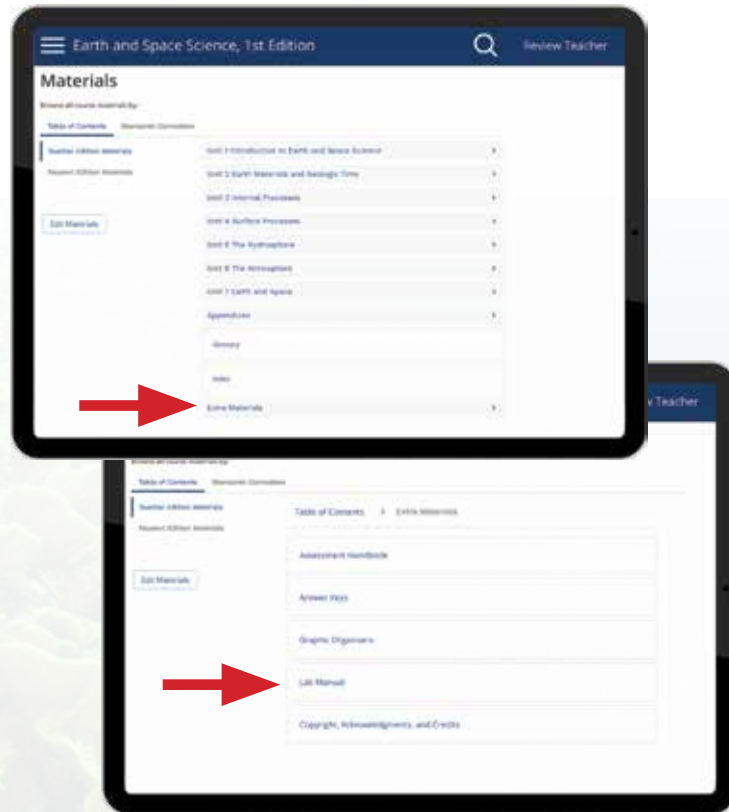 Earth and Space Science, 1st Edition
Review Teacher
Materials
Browse all course materials by:
Table of Contents
Teacher Edition Materials
Student Edition Materials
Edit Materials
Unit 1 Introduction to Earth and Space Science
Unit 2 Earth Materials and Geologic Time
Unit 3 Internal Processes
Unit 4 Surface Processes
Unit 5 The Hydrosphere
Unit 6 The Atmosphere
Unit 7 Earth and Space
Appendices
Glossary
Index
Extra Materials
w Teacher
Browse all course materials by:
Table of Contents
Teacher Edition Materials
Student Edition Materials
Edit Materials
Table of Contents > Extra Materials
Assessment Handbook
Answer Keys
Graphic Organizers
Lab Manual
Copyright, Acknowledgments, and Credits